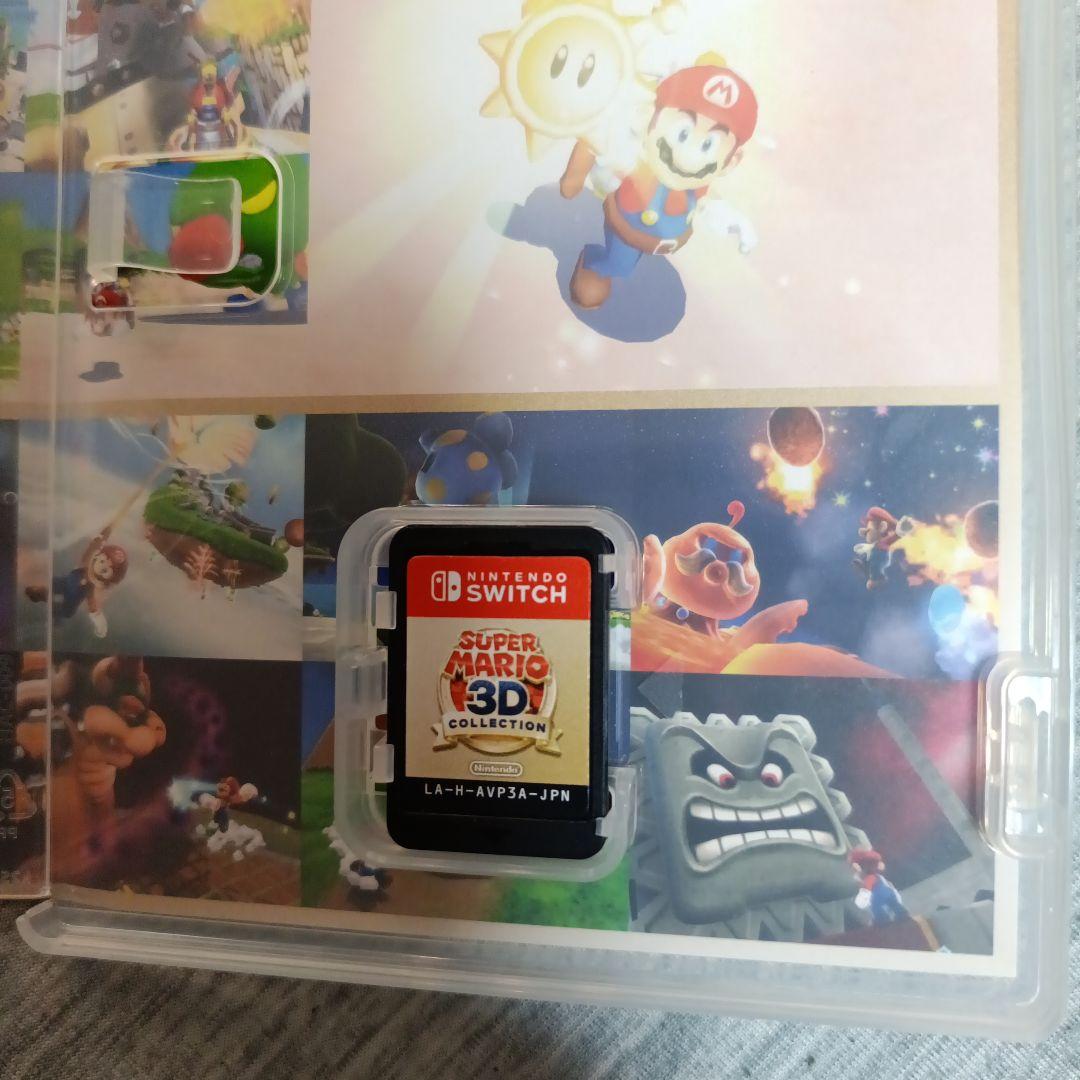 NINTENDO
SWITCH
SUPER
MARIO
3D
COLLECTION
Nintendo
LA-H-AVP3A-JPN
M